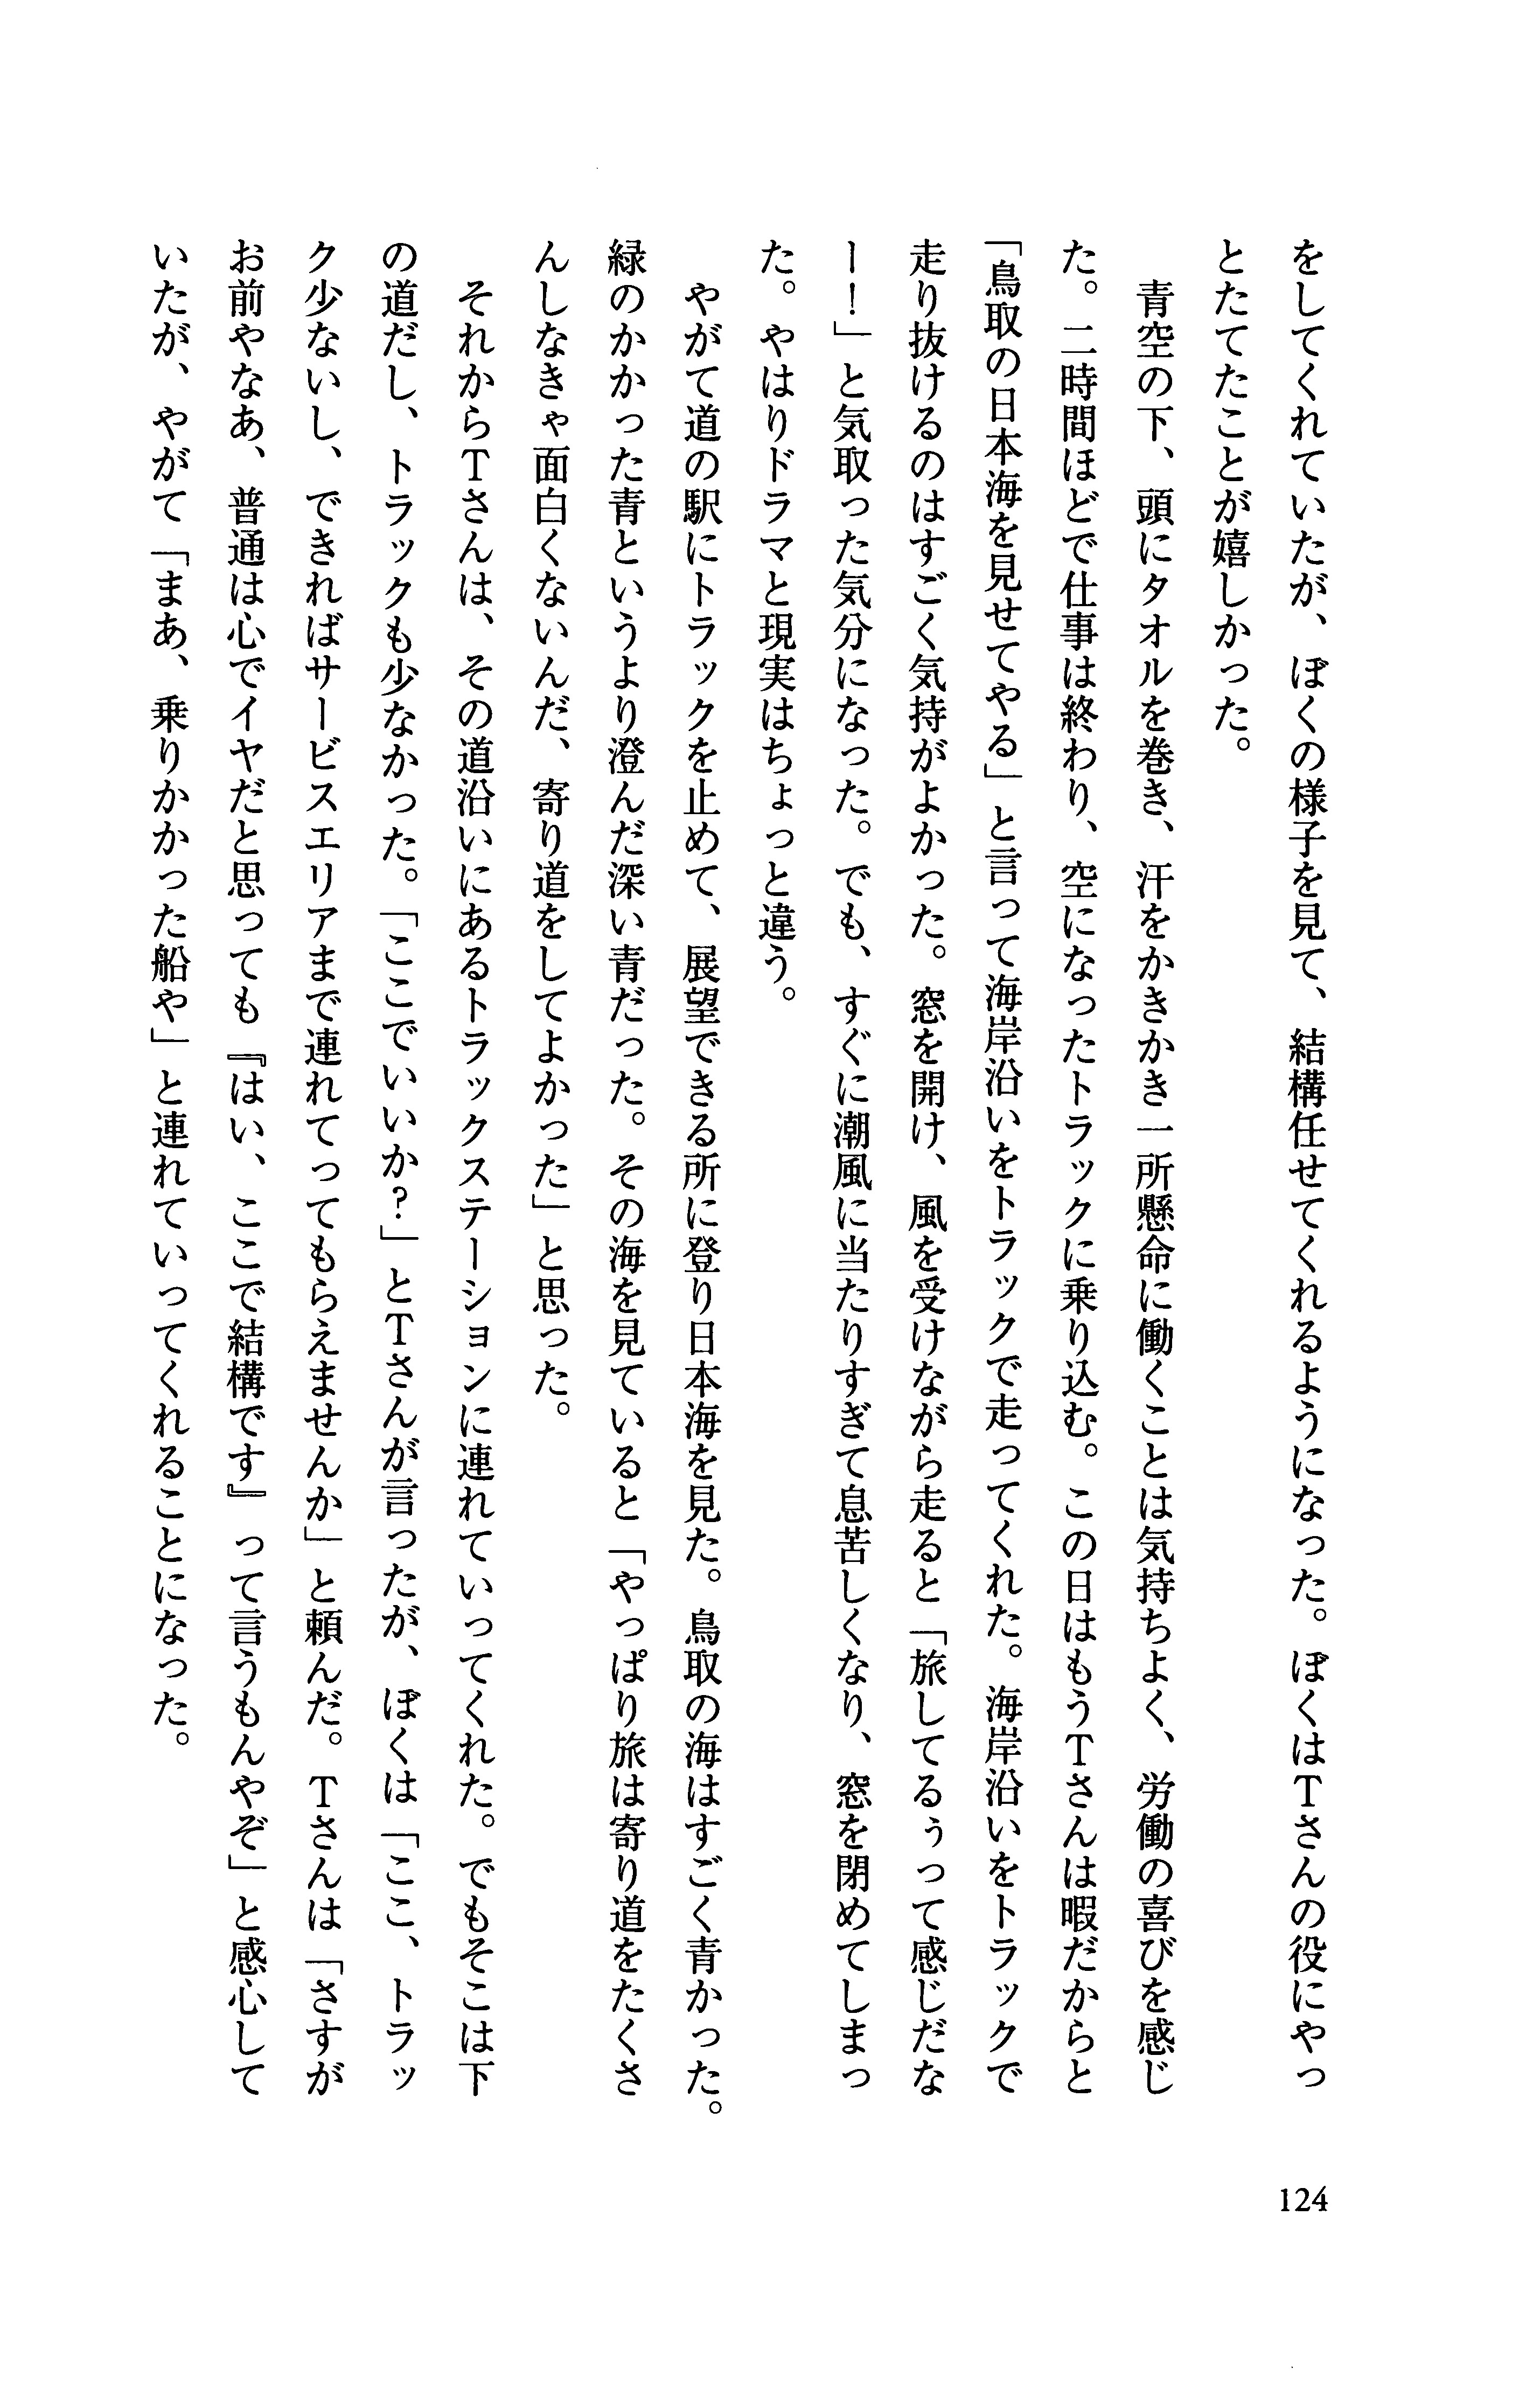 をしてくれていたが、ぼくの様子を見て、結構任せてくれるようになった。ぼくはTさんの役にやっ
とたてたことが嬉しかった。
　青空の下、頭にタオルを巻き、汗をかきかき一所懸命に働くことは気持ちよく、労働の喜びを感じ
た。二時間ほどで仕事は終わり、空になったトラックに乗り込む。この日はもうTさんは暇だからと
「鳥取の日本海を見せてやる」と言って海岸沿いをトラックで走ってくれた。海岸沿いをトラックで
走り抜けるのはすごく気持がよかった。窓を開け、風を受けながら走ると「旅してるぅって感じだな
ー！」と気取った気分になった。でも、すぐに潮風に当たりすぎて息苦しくなり、窓を閉めてしまっ
た。やはりドラマと現実はちょっと違う。
　やがて道の駅にトラックを止めて、展望できる所に登り日本海を見た。鳥取の海はすごく青かった。
緑のかかった青というより澄んだ深い青だった。その海を見ていると「やっぱり旅は寄り道をたくさ
んしなきゃ面白くないんだ、寄り道をしてよかった」と思った。
　それからTさんは、その道沿いにあるトラックステーションに連れていってくれた。でもそこは下
の道だし、トラックも少なかった。「ここでいいか？」とTさんが言ったが、ぼくは「ここ、トラッ
ク少ないし、できればサービスエリアまで連れてってもらえませんか」と頼んだ。Tさんは「さすが
お前やなあ、普通は心でイヤだと思っても『はい、ここで結構です』って言うもんやぞ」と感心して
いたが、やがて「まあ、乗りかかった船や」と連れていってくれることになった。
124